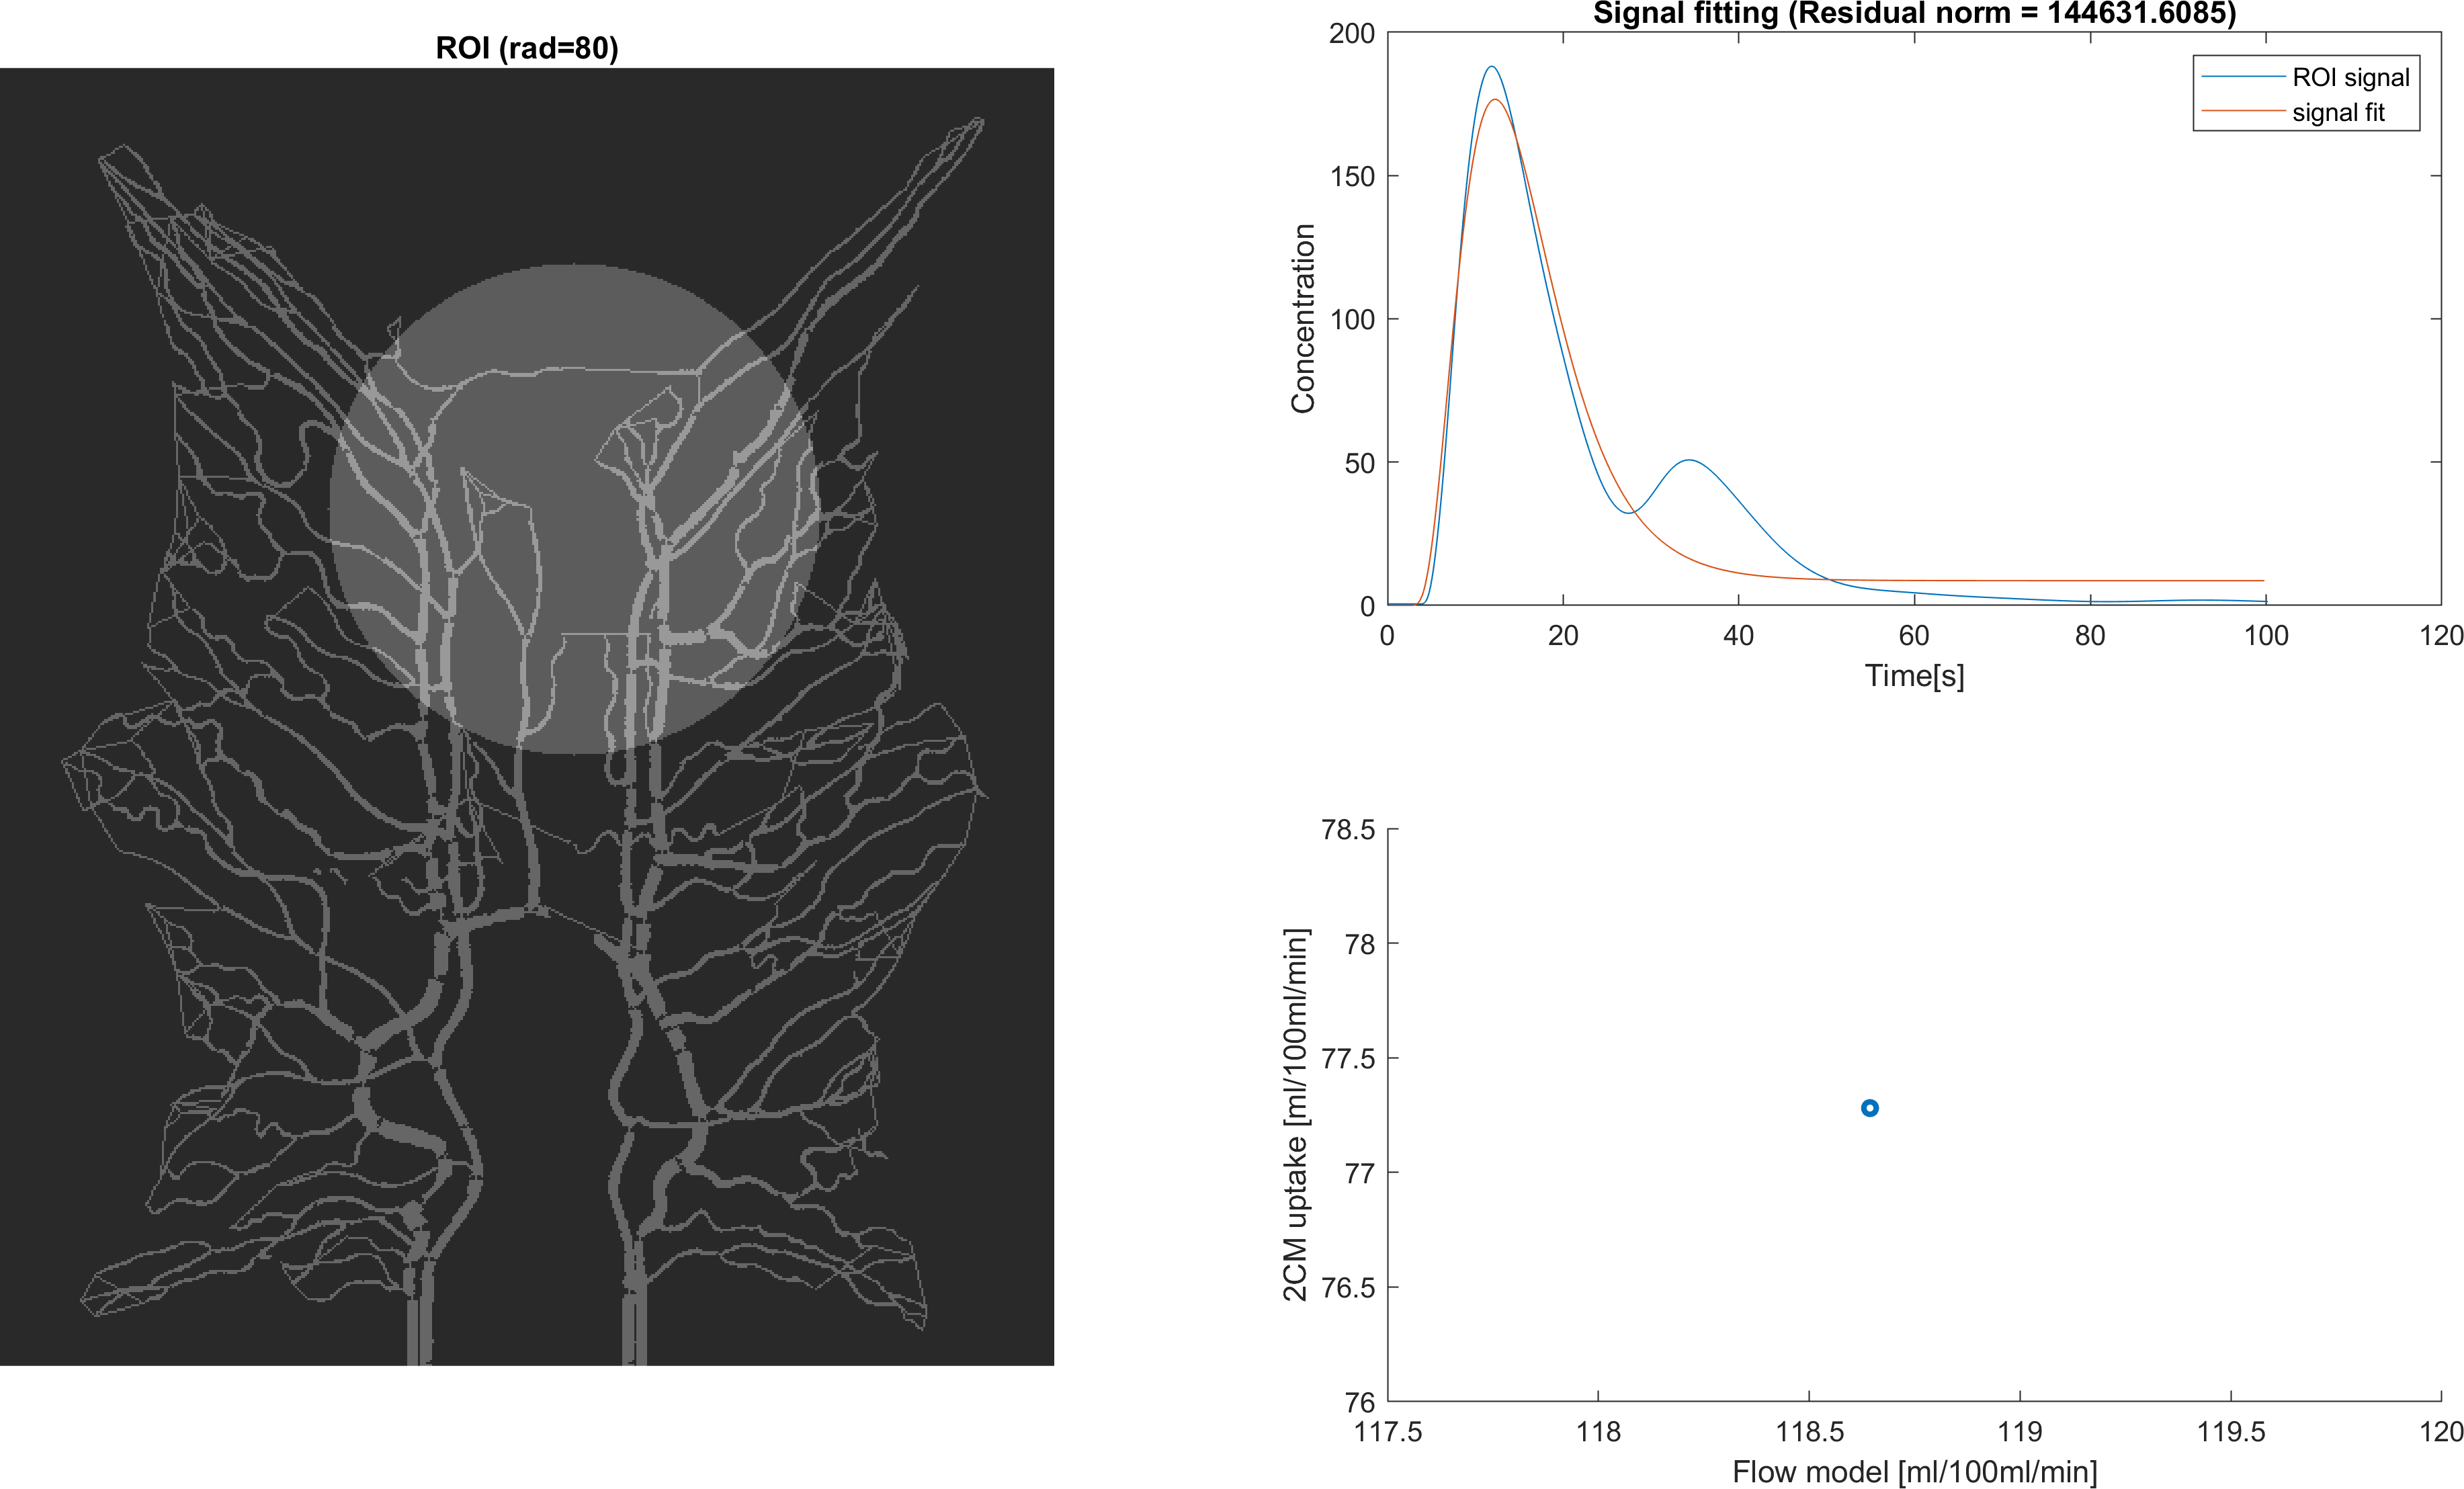 ROI (rad=80)
Signal fitting (Residual norm = 144631.6085)
200
150
100
50
0
Concentration
ROI signal
signal fit
0 20 40 60 80 100 120
Time[s]
78.5
78
77.5
77
76.5
76
2CM uptake [ml/100ml/min]
117.5 118 118.5 119 119.5 120
Flow model [ml/100ml/min]